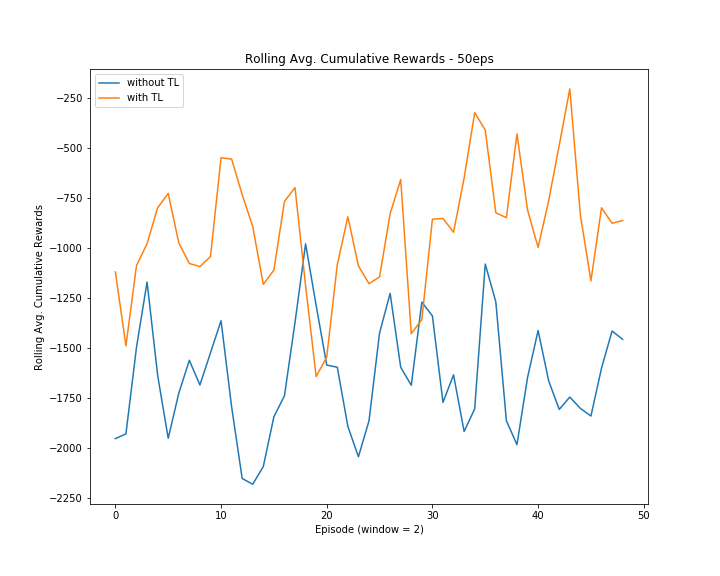 Rolling Avg. Cumulative Rewards - 50eps
without TL
with TL
Rolling Avg. Cumulative Rewards
−250
−500
−750
−1000
−1250
−1500
−1750
−2000
−2250
0 10 20 30 40 50
Episode (window = 2)